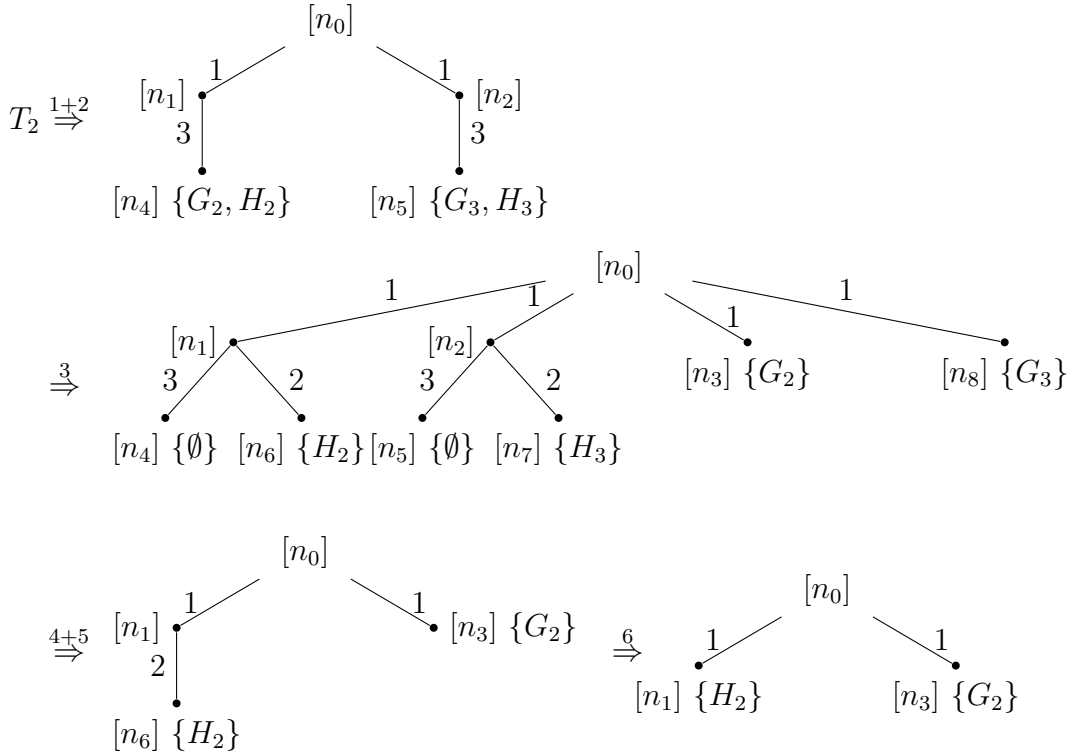 [n₀]
1 1
T₂ 1+2 ⇒ [n₁] [n₂]
3 3
[n₄] {G₂, H₂} [n₅] {G₃, H₃}
[n₀]
1 1 1 1
3 ⇒ [n₁] [n₂] [n₃] {G₂} [n₈] {G₃}
3 2 3 2
[n₄] {∅} [n₆] {H₂} [n₅] {∅} [n₇] {H₃}
[n₀] [n₀]
1 1 1 1
4+5 ⇒ [n₁] [n₃] {G₂} 6 ⇒
2 [n₁] {H₂} [n₃] {G₂}
[n₆] {H₂}